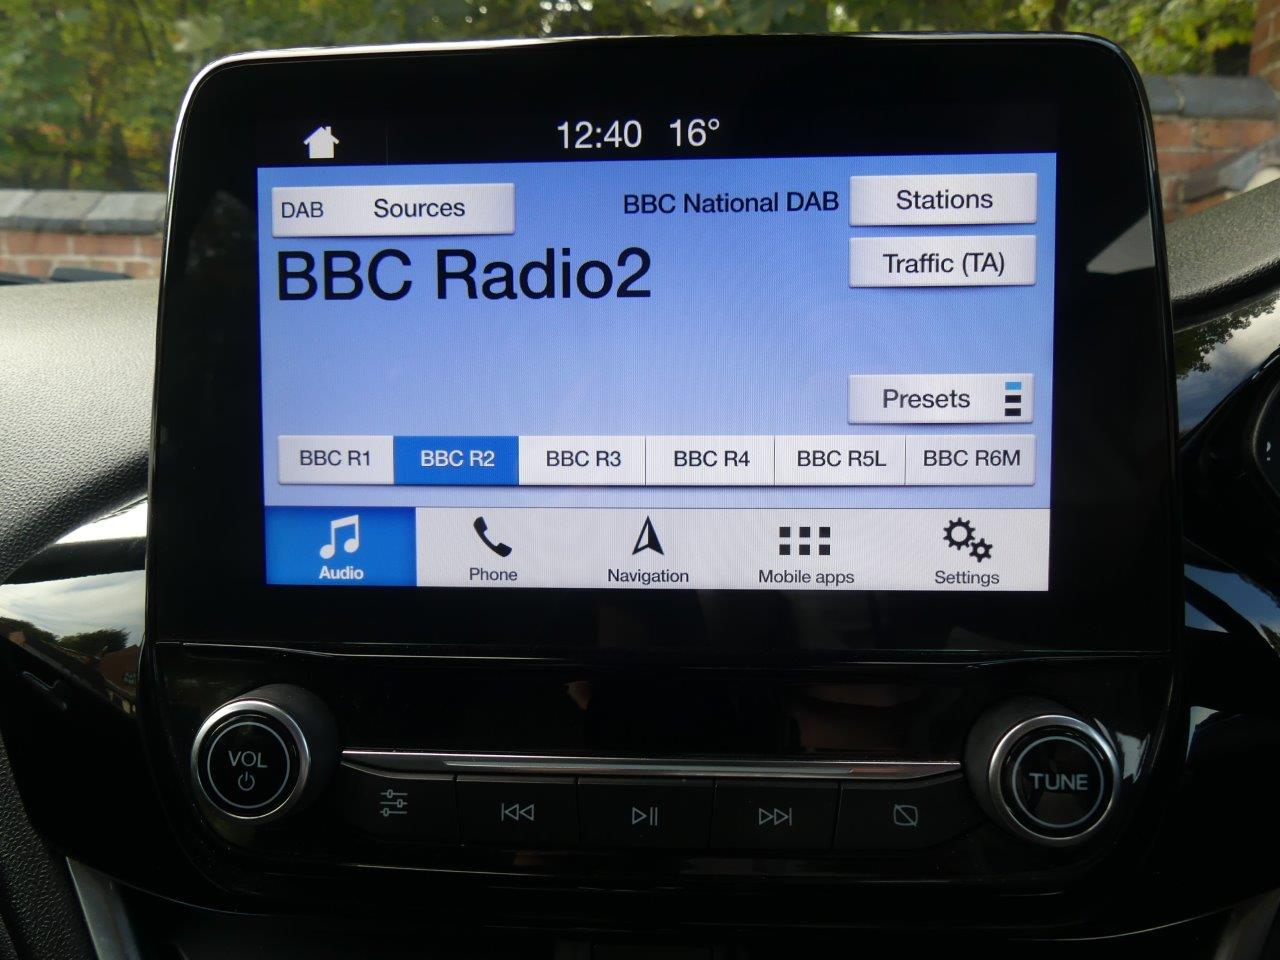 12:40 16°
DAB Sources
BBC National DAB
Stations
BBC Radio2
Traffic (TA)
Presets
BBC R1
BBC R2
BBC R3
BBC R4
BBC R5L
BBC R6M
Audio
Phone
Navigation
Mobile apps
Settings
VOL
TUNE